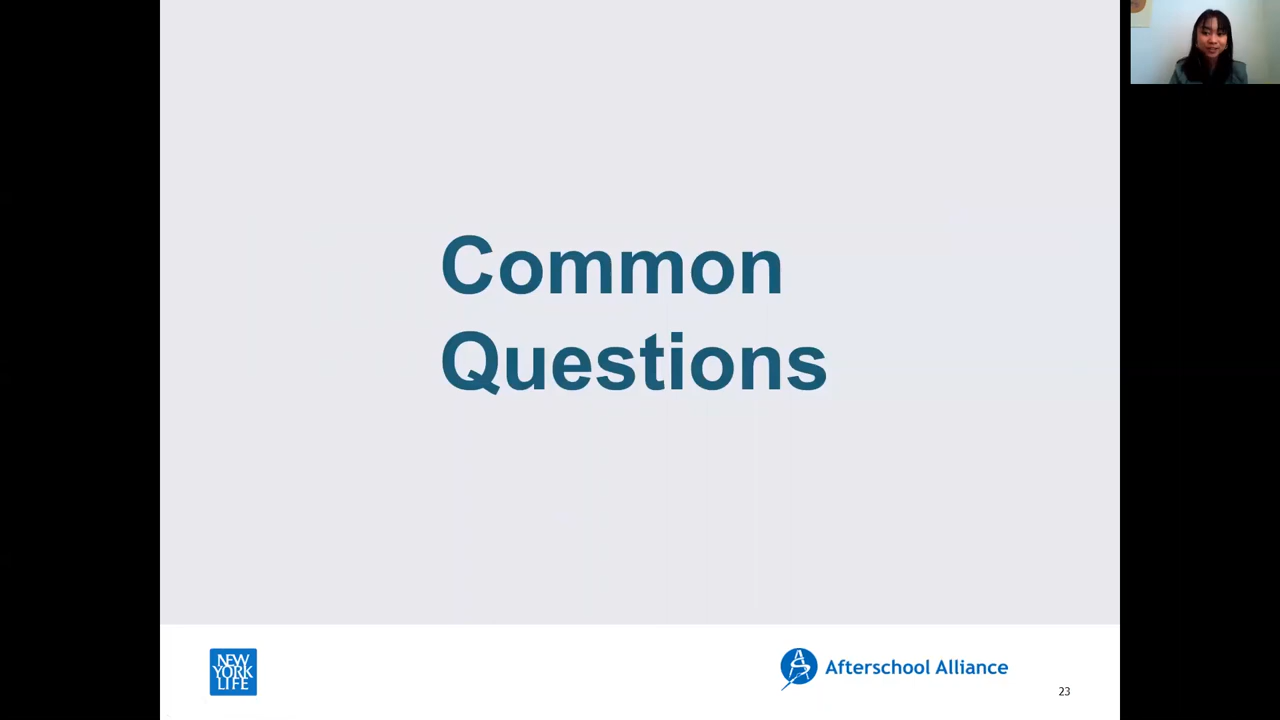 Common
Questions
NEW
YORK
LIFE
Afterschool Alliance
23